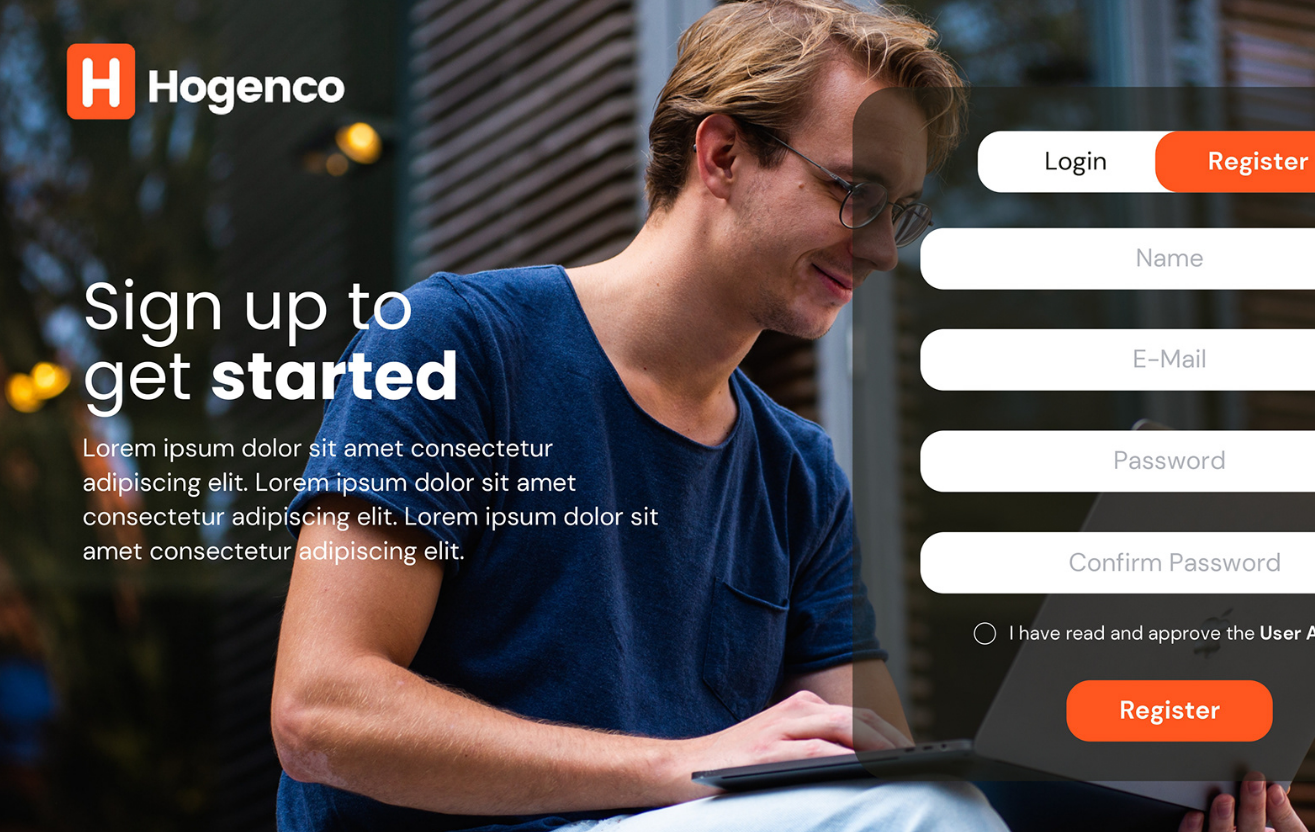 H Hogenco
Sign up to
get started
Lorem ipsum dolor sit amet consectetur
adipiscing elit. Lorem ipsum dolor sit amet
consectetur adipiscing elit. Lorem ipsum dolor sit
amet consectetur adipiscing elit.
Login Register
Name
E-Mail
Password
Confirm Password
I have read and approve the User
Register